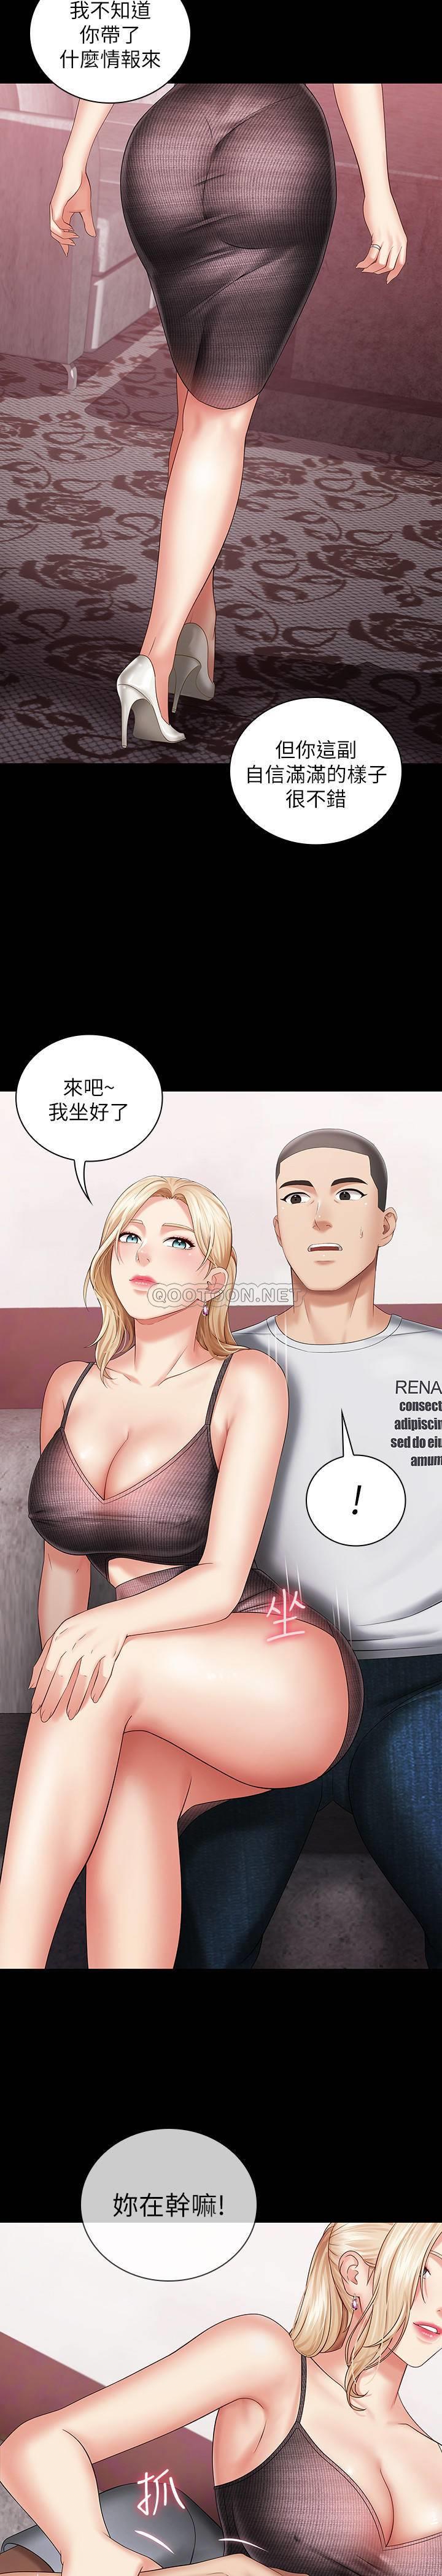 我不知道
你帶了
什麼情報來
但你這副
自信滿滿的樣子
很不錯
來吧~
我坐好了
QOOTOON.NET
RENA
consect
adipiscin
sed do eiu
amum
!
坐
妳在幹嘛!
抓